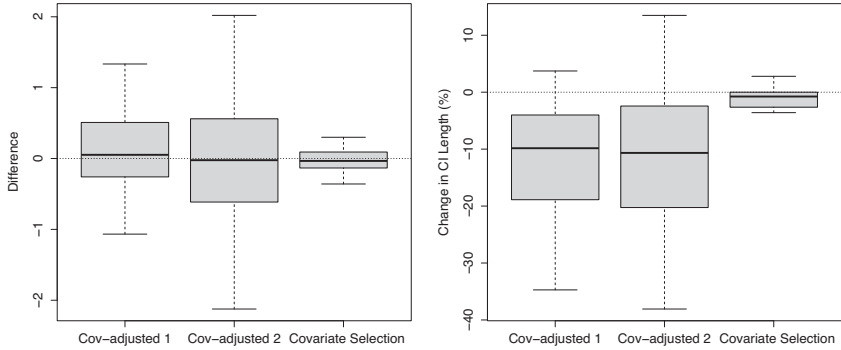 Difference
2
1
0
−1
−2
Cov−adjusted 1 Cov−adjusted 2 Covariate Selection
Change in CI Length (%)
10
0
−10
−20
−30
−40
Cov−adjusted 1 Cov−adjusted 2 Covariate Selection